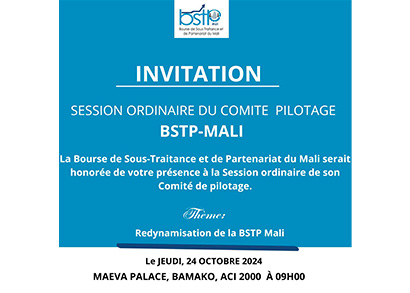 bstp
Bourse de Sous-Traitance et
de Partenariat du Mali
INVITATION
SESSION ORDINAIRE DU COMITE PILOTAGE
BSTP-MALI
La Bourse de Sous-Traitance et de Partenariat du Mali serait
honorée de votre présence à la Session ordinaire de son
Comité de pilotage.
Thème:
Redynamisation de la BSTP Mali
Le JEUDI, 24 OCTOBRE 2024
MAEVA PALACE, BAMAKO, ACI 2000 À 09H00